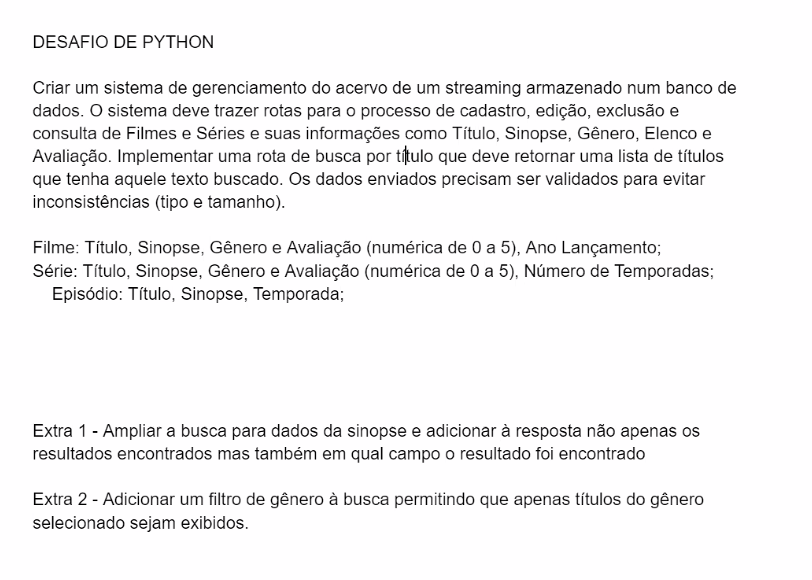 DESAFIO DE PYTHON
Criar um sistema de gerenciamento do acervo de um streaming armazenado num banco de
dados. O sistema deve trazer rotas para o processo de cadastro, edição, exclusão e
consulta de Filmes e Séries e suas informações como Título, Sinopse, Gênero, Elenco e
Avaliação. Implementar uma rota de busca por título que deve retornar uma lista de títulos
que tenha aquele texto buscado. Os dados enviados precisam ser validados para evitar
inconsistências (tipo e tamanho).
Filme: Título, Sinopse, Gênero e Avaliação (numérica de 0 a 5), Ano Lançamento;
Série: Título, Sinopse, Gênero e Avaliação (numérica de 0 a 5), Número de Temporadas;
Episódio: Título, Sinopse, Temporada;
Extra 1 - Ampliar a busca para dados da sinopse e adicionar à resposta não apenas os
resultados encontrados mas também em qual campo o resultado foi encontrado
Extra 2 - Adicionar um filtro de gênero à busca permitindo que apenas títulos do gênero
selecionado sejam exibidos.